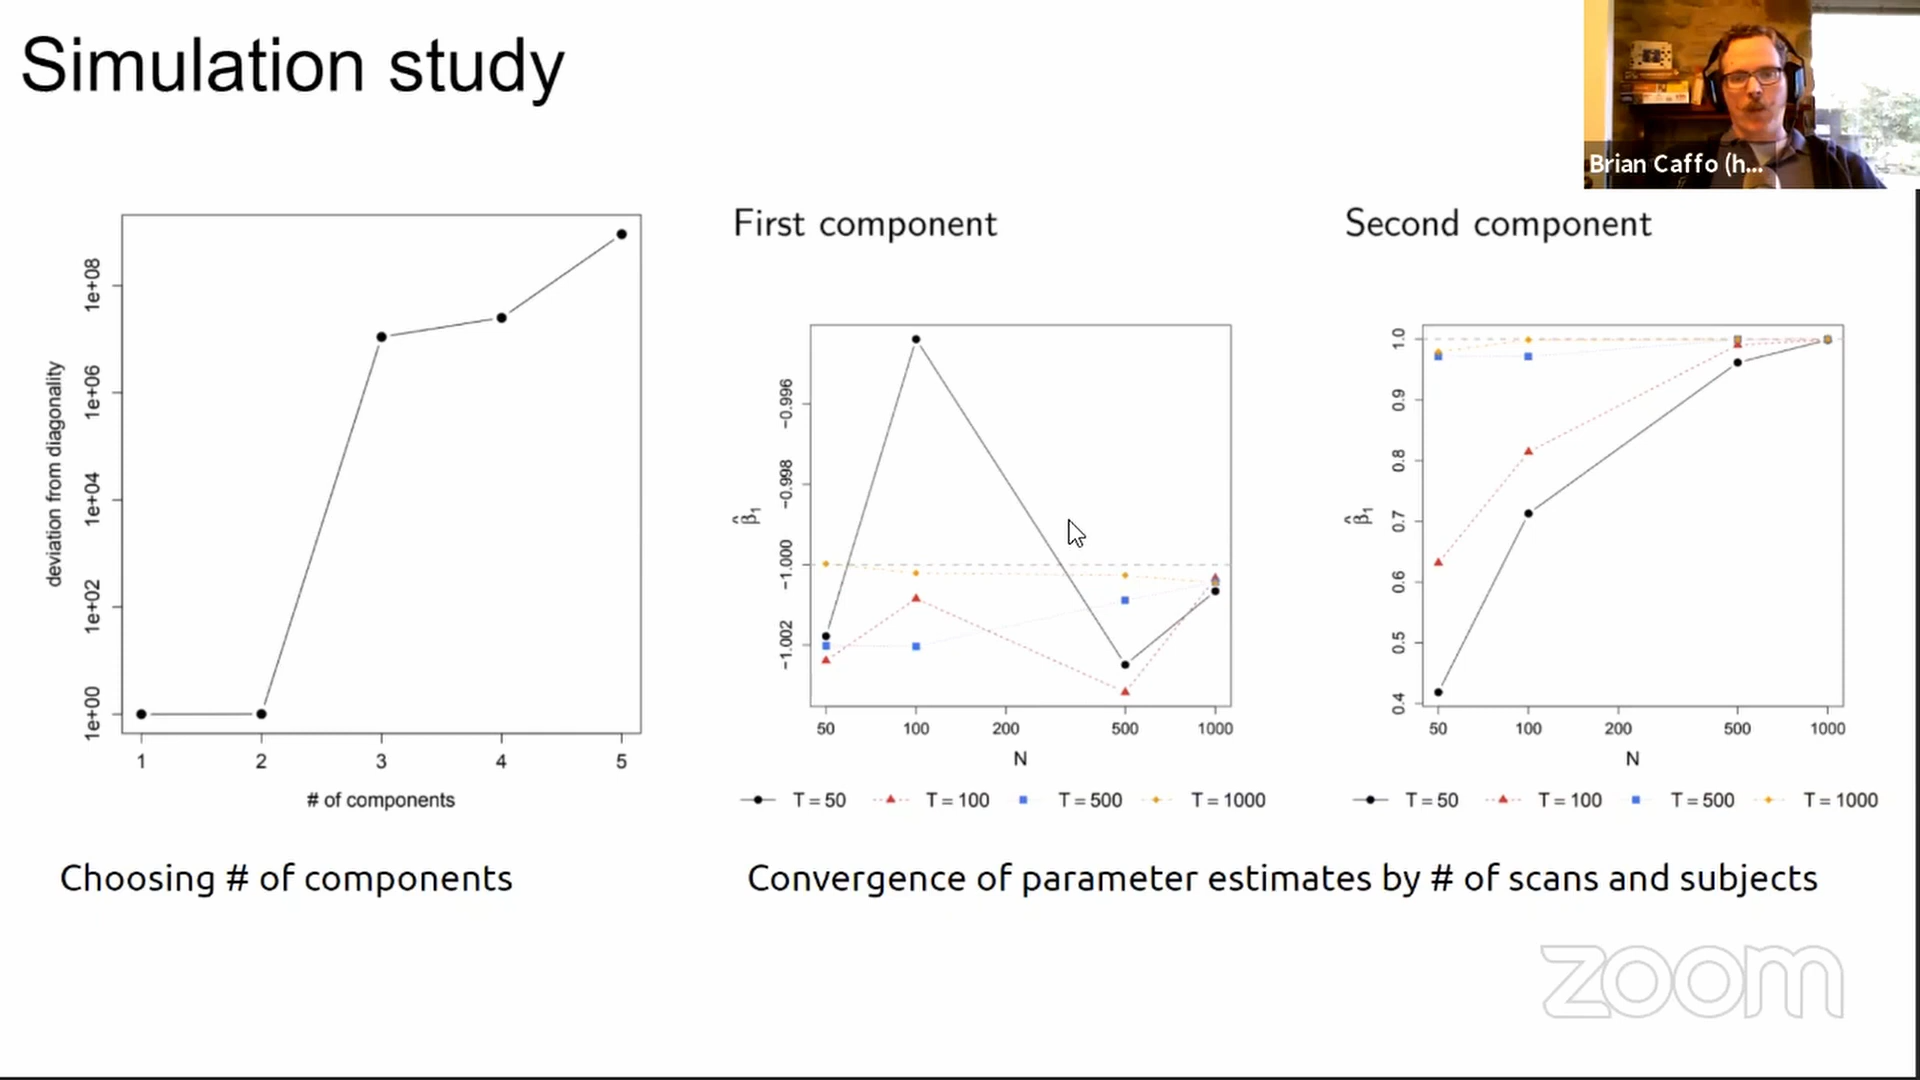 Simulation study
Brian Caffo (h...
1e+08
1e+06
1e+04
1e+02
1e+00
deviation from diagonality
1 2 3 4 5
# of components
Choosing # of components
First component
-0.996
-0.998
-1.000
-1.002
β̂1
50 100 200 500 1000
N
T = 50 T = 100 T = 500 T = 1000
Second component
1.0
0.9
0.8
0.7
0.6
0.5
0.4
β̂1
50 100 200 500 1000
N
T = 50 T = 100 T = 500 T = 1000
Convergence of parameter estimates by # of scans and subjects
zoom